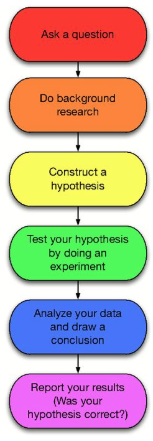 Ask a question
Do background
research
Construct a
hypothesis
Test your hypothesis
by doing an
experiment
Analyze your data
and draw a
conclusion
Report your results
(Was your
hypothesis correct?)